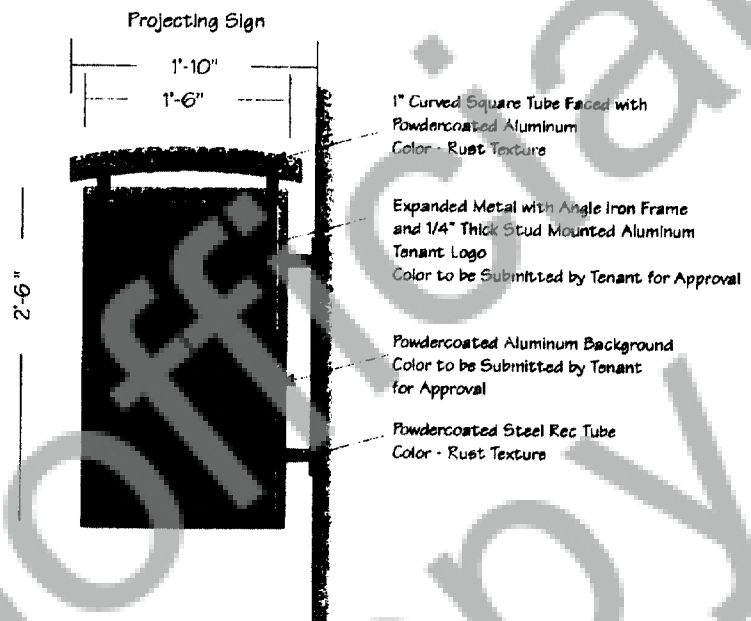 Projecting Sign
1'-10"
1'-6"
1" Curved Square Tube Faced with
Powdercoated Aluminum
Color - Rust Texture
Expanded Metal with Angle Iron Frame
and 1/4" Thick Stud Mounted Aluminum
Tenant Logo
Color to be Submitted by Tenant for Approval
2'-6"
Powdercoated Aluminum Background
Color to be Submitted by Tenant
for Approval
Powdercoated Steel Rec Tube
Color - Rust Texture